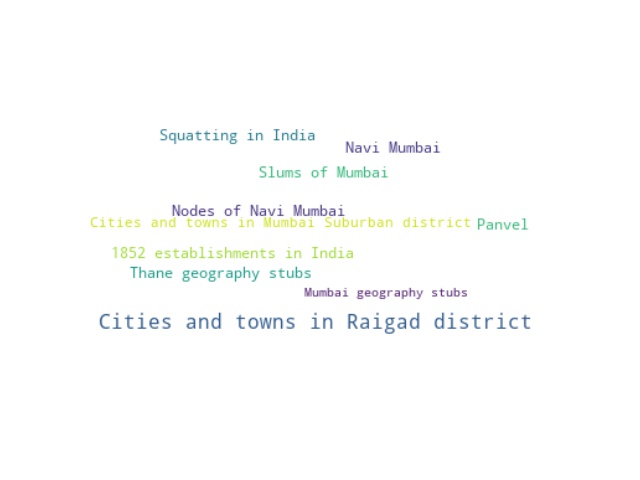 Squatting in India
Navi Mumbai
Slums of Mumbai
Nodes of Navi Mumbai
Cities and towns in Mumbai Suburban district
Panvel
1852 establishments in India
Thane geography stubs
Mumbai geography stubs
Cities and towns in Raigad district